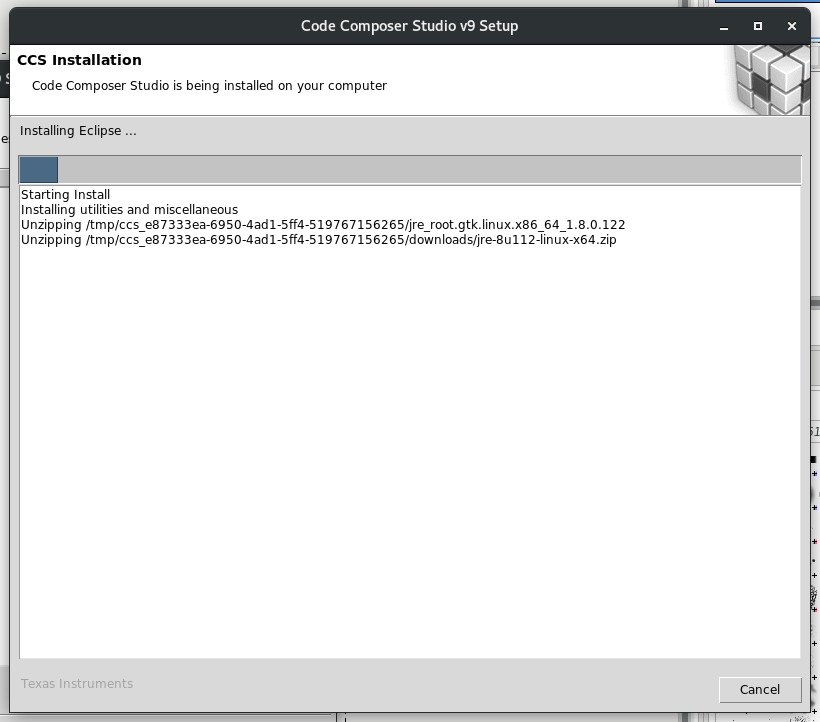 Code Composer Studio v9 Setup
CCS Installation
Code Composer Studio is being installed on your computer
Installing Eclipse ...
Starting Install
Installing utilities and miscellaneous
Unzipping /tmp/ccs_e87333ea-6950-4ad1-5ff4-519767156265/jre_root.gtk.linux.x86_64_1.8.0.122
Unzipping /tmp/ccs_e87333ea-6950-4ad1-5ff4-519767156265/downloads/jre-8u112-linux-x64.zip
Texas Instruments
Cancel